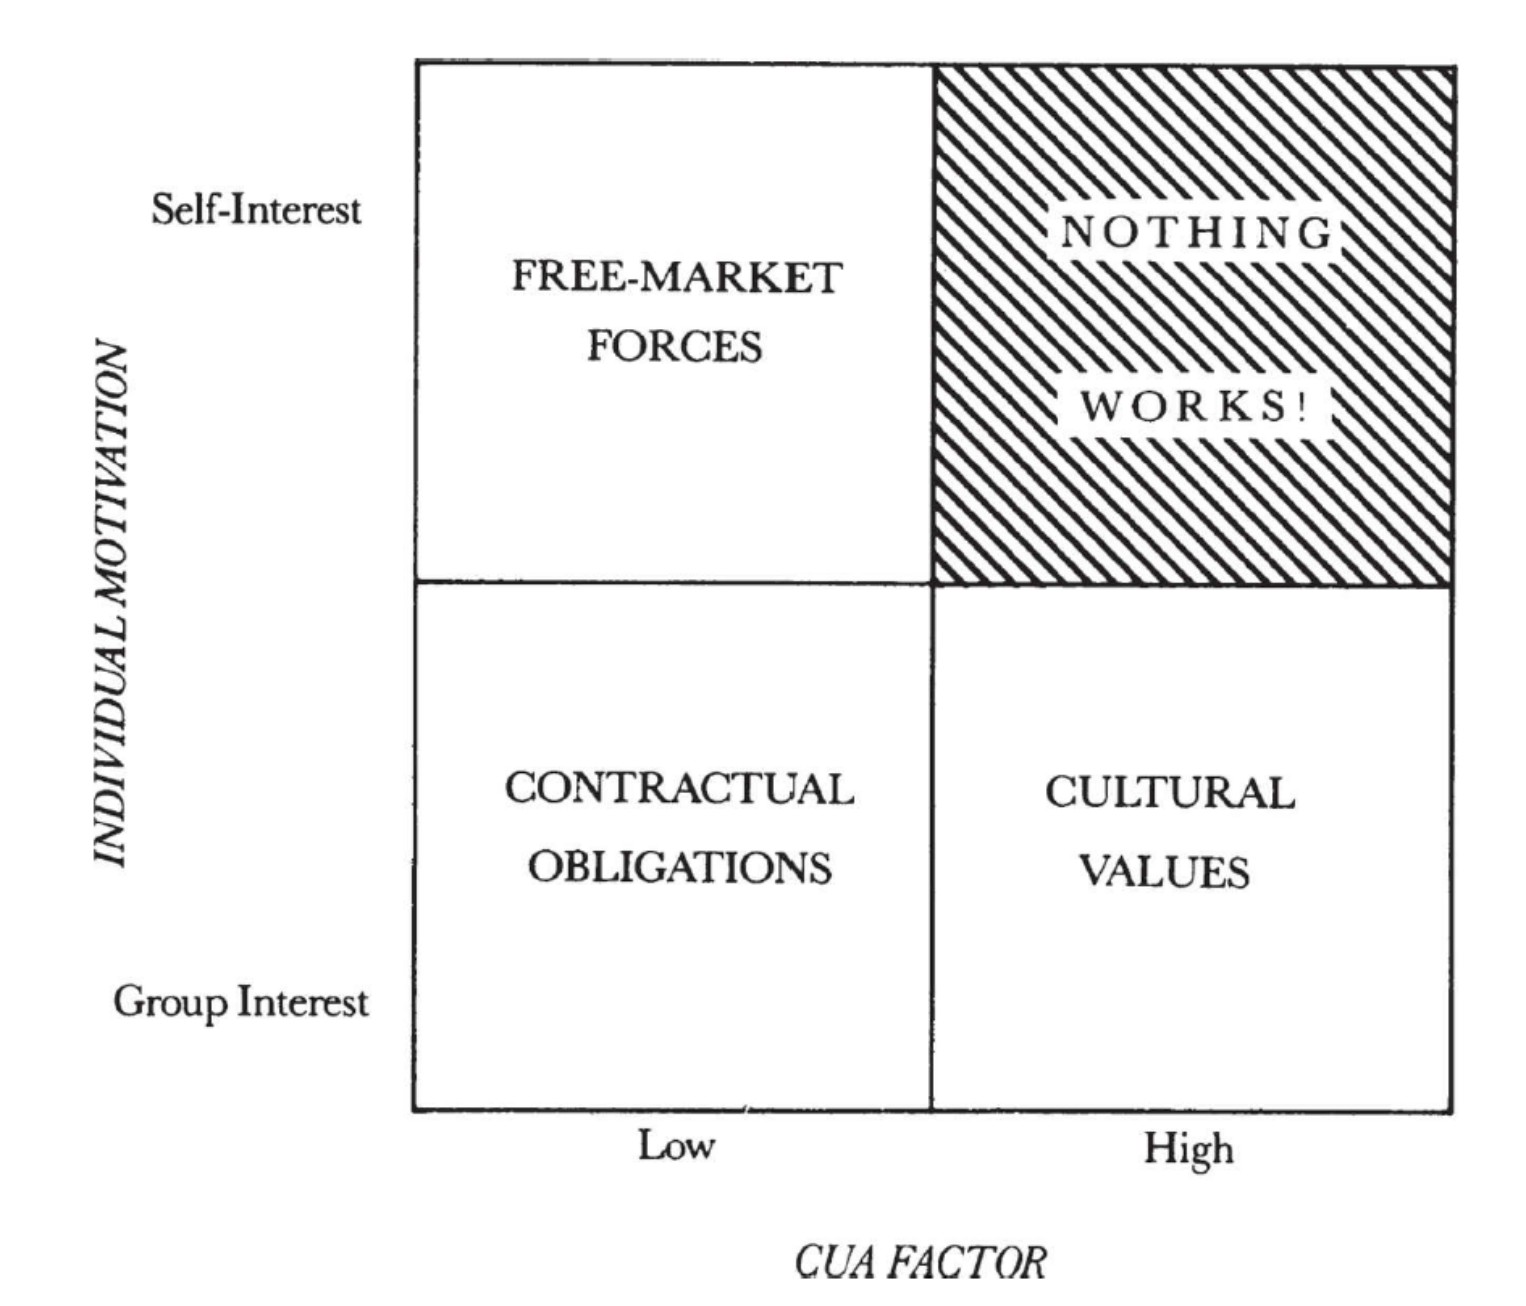 Self-Interest
FREE-MARKET
FORCES
NOTHING
WORKS!
INDIVIDUAL MOTIVATION
CONTRACTUAL
OBLIGATIONS
CULTURAL
VALUES
Group Interest
Low
High
CUA FACTOR